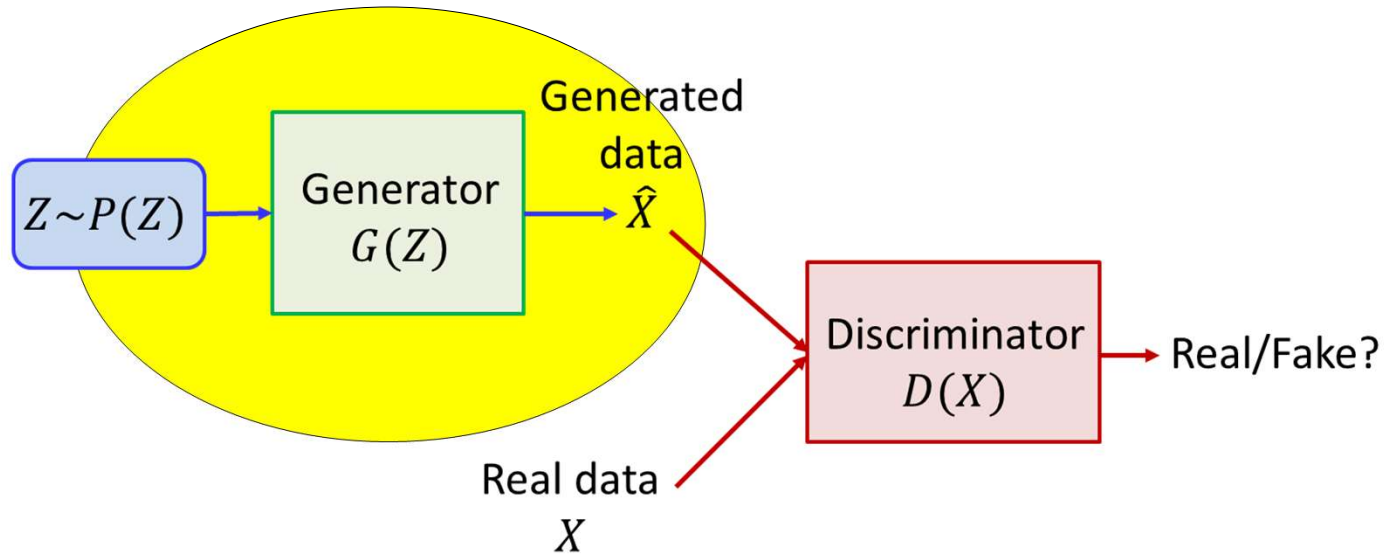 Generated
data
X̂
Z~P(Z)
Generator
G(Z)
Discriminator
D(X)
Real/Fake?
Real data
X